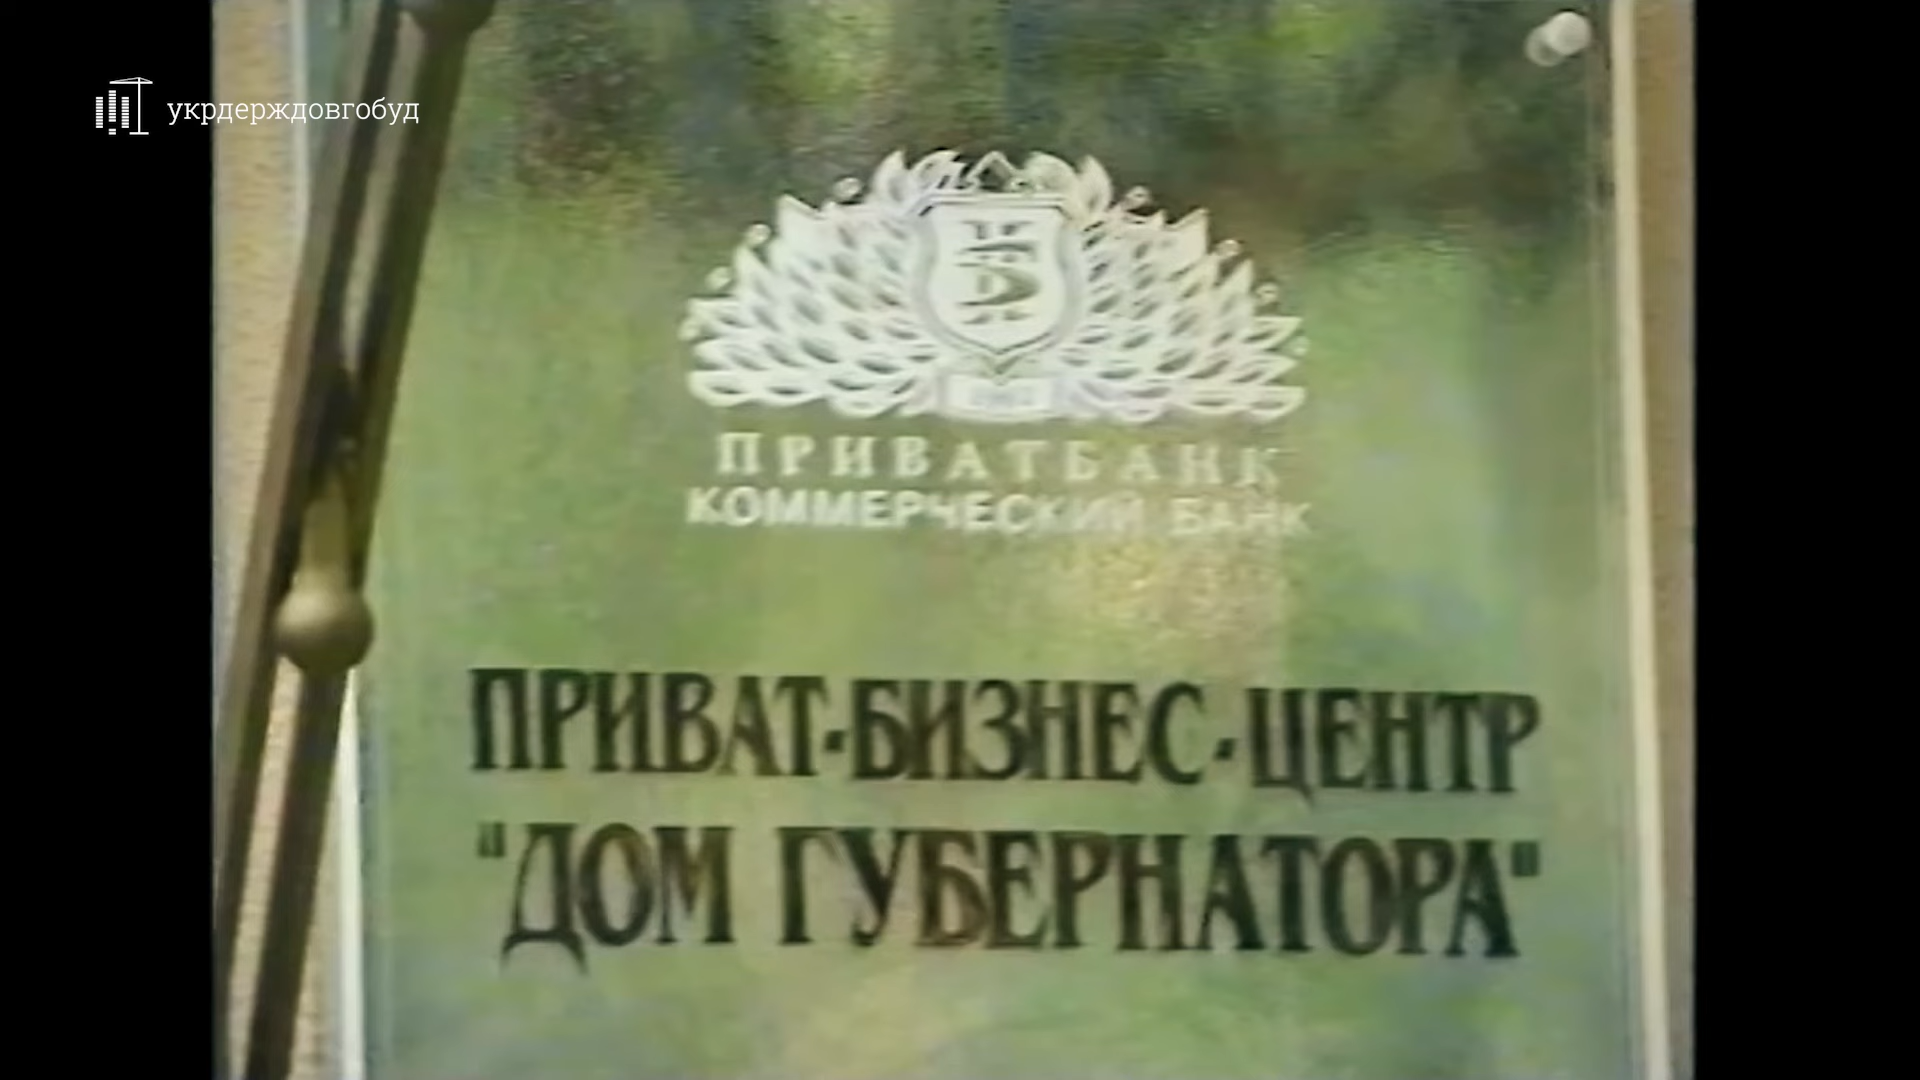 укрдерждовгобуд
ПРИВАТБАНК
КОММЕРЧЕСКИЙ БАНК
ПРИВАТ-БИЗНЕС-ЦЕНТР
"ДОМ ГУБЕРНАТОРА"